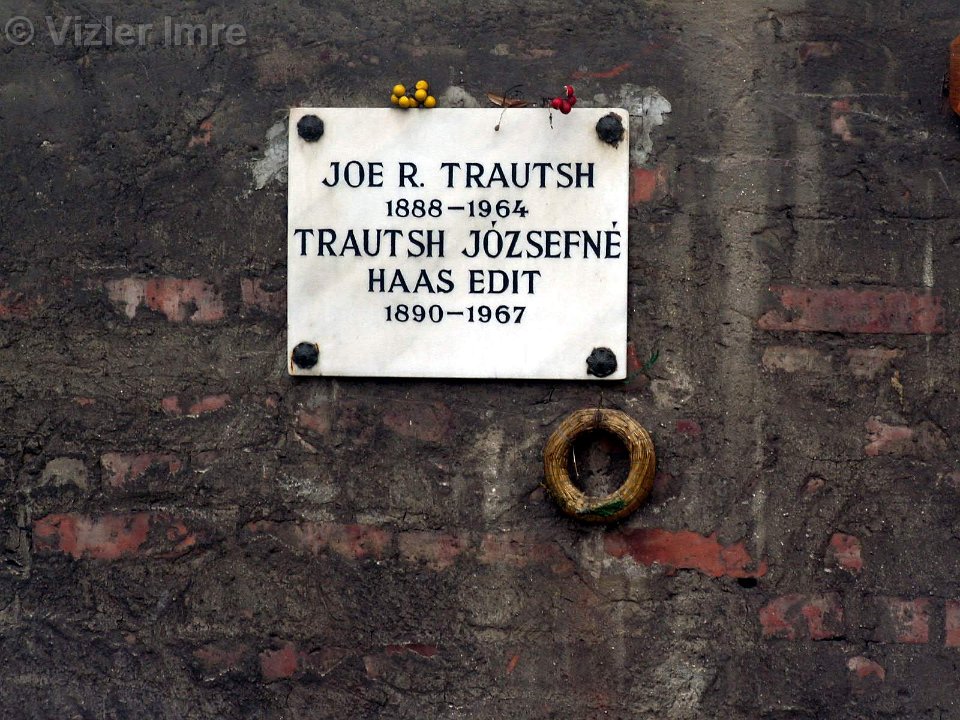 © Vizler Imre
JOE R. TRAUTSH
1888–1964
TRAUTSH JÓZSEFNÉ
HAAS EDIT
1890–1967